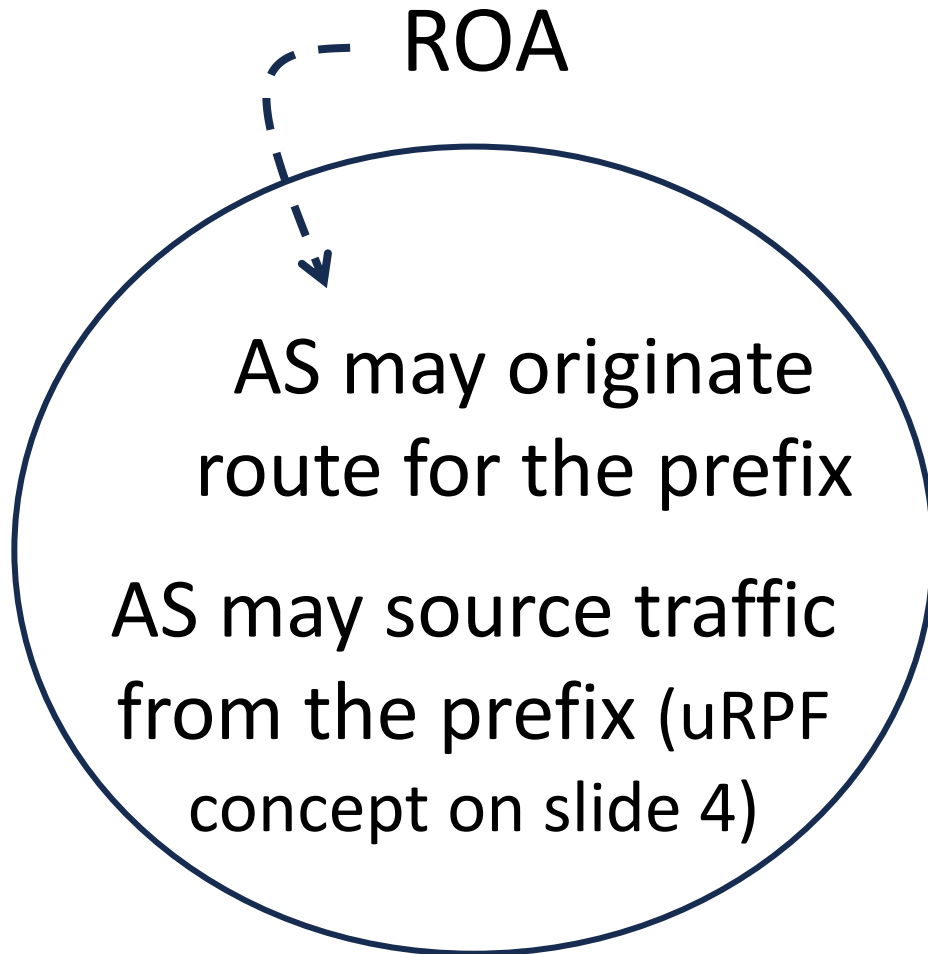 ROA
AS may originate
route for the prefix
AS may source traffic
from the prefix (uRPF
concept on slide 4)